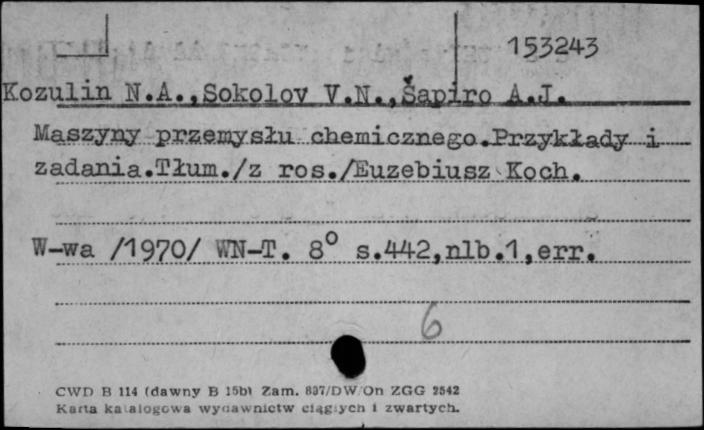 153243
Kozulin N.A.,Sokolov V.N.,Šapiro A.J.
Maszyny przemysłu chemicznego.Przykłady i
zadania.Tłum./z ros./Euzebiusz Koch.
W-wa /1970/ WN-T. 8° s.442,nlb.1,err.
6
CWD B 114 (dawny B 15b) Zam. 837/DW/On ZGG 2542
Karta katalogowa wydawnictw ciągłych i zwartych.